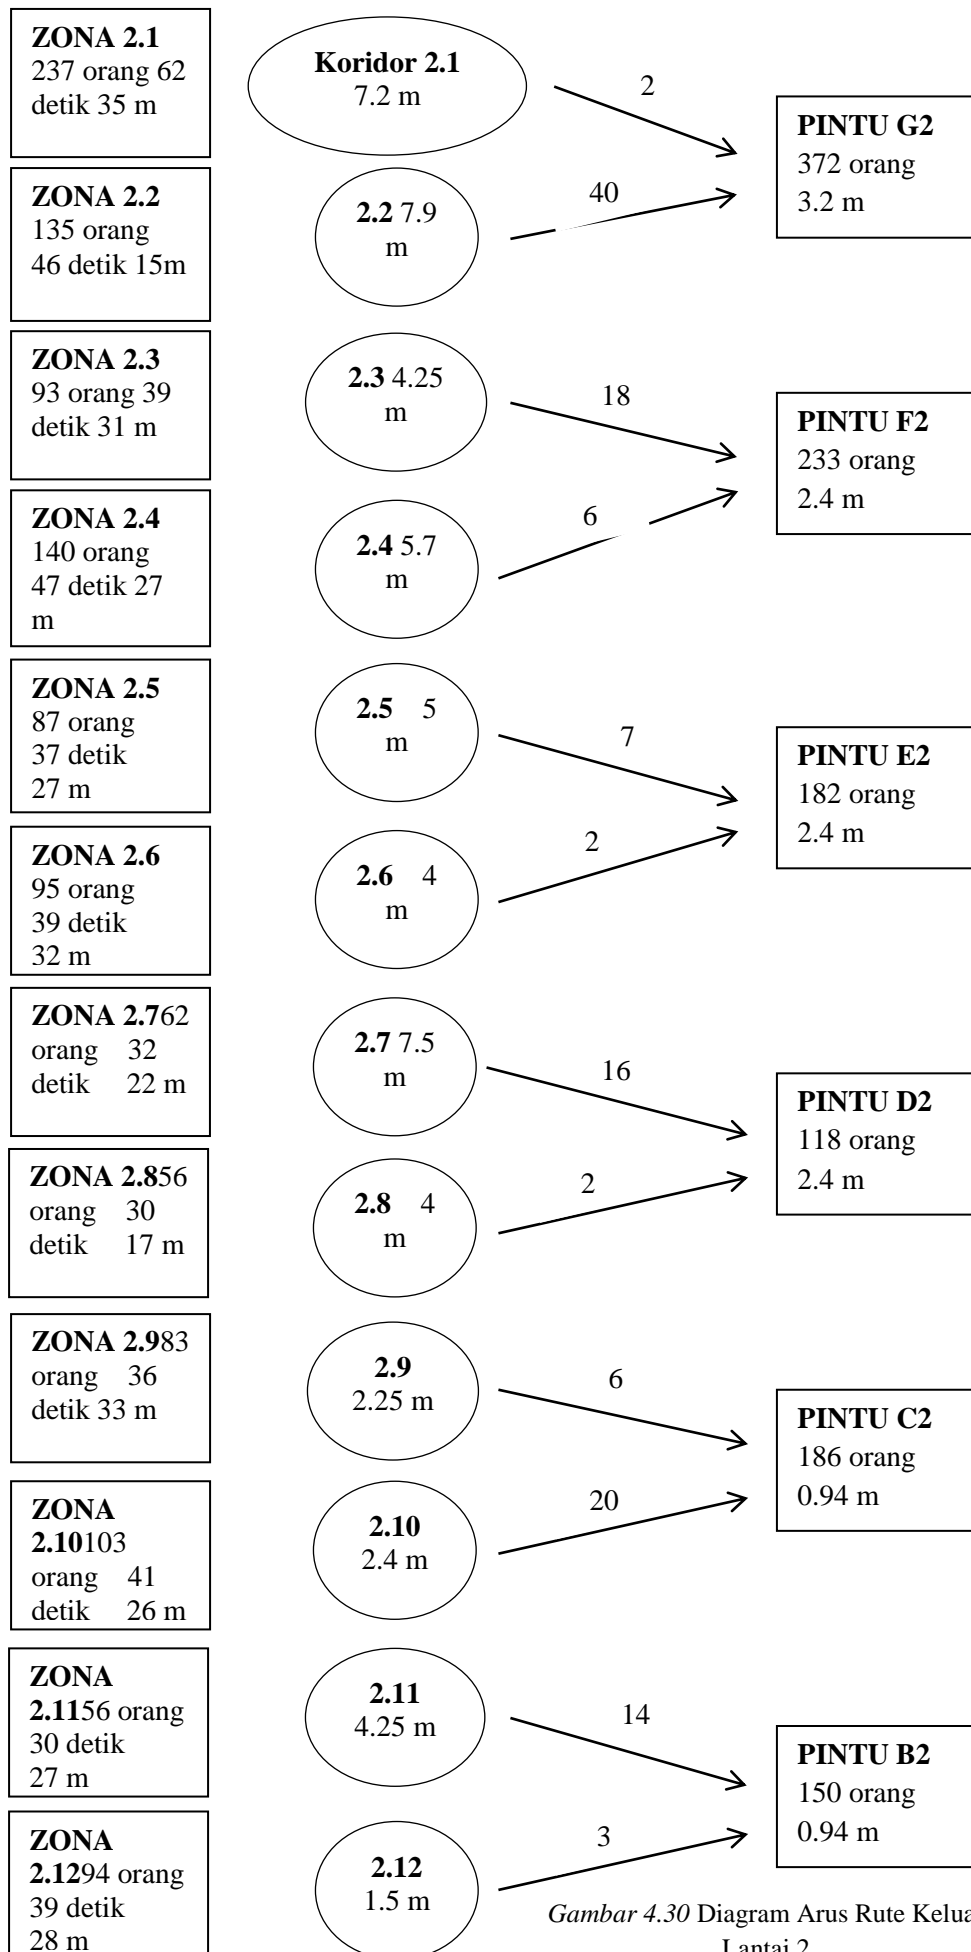 ZONA 2.1
237 orang 62
detik 35 m
Koridor 2.1
7.2 m
2
PINTU G2
372 orang
3.2 m
ZONA 2.2
135 orang
46 detik 15m
2.2 7.9
m
40
ZONA 2.3
93 orang 39
detik 31 m
2.3 4.25
m
18
PINTU F2
233 orang
2.4 m
ZONA 2.4
140 orang
47 detik 27
m
2.4 5.7
m
6
ZONA 2.5
87 orang
37 detik
27 m
2.5 5
m
7
PINTU E2
182 orang
2.4 m
ZONA 2.6
95 orang
39 detik
32 m
2.6 4
m
2
ZONA 2.762
orang 32
detik 22 m
2.7 7.5
m
16
PINTU D2
118 orang
2.4 m
ZONA 2.856
orang 30
detik 17 m
2.8 4
m
2
ZONA 2.983
orang 36
detik 33 m
2.9
2.25 m
6
PINTU C2
186 orang
0.94 m
ZONA
2.10103
orang 41
detik 26 m
2.10
2.4 m
20
ZONA
2.1156 orang
30 detik
27 m
2.11
4.25 m
14
PINTU B2
150 orang
0.94 m
ZONA
2.1294 orang
39 detik
28 m
2.12
1.5 m
3
Gambar 4.30 Diagram Arus Rute Kelua
Lantai 2